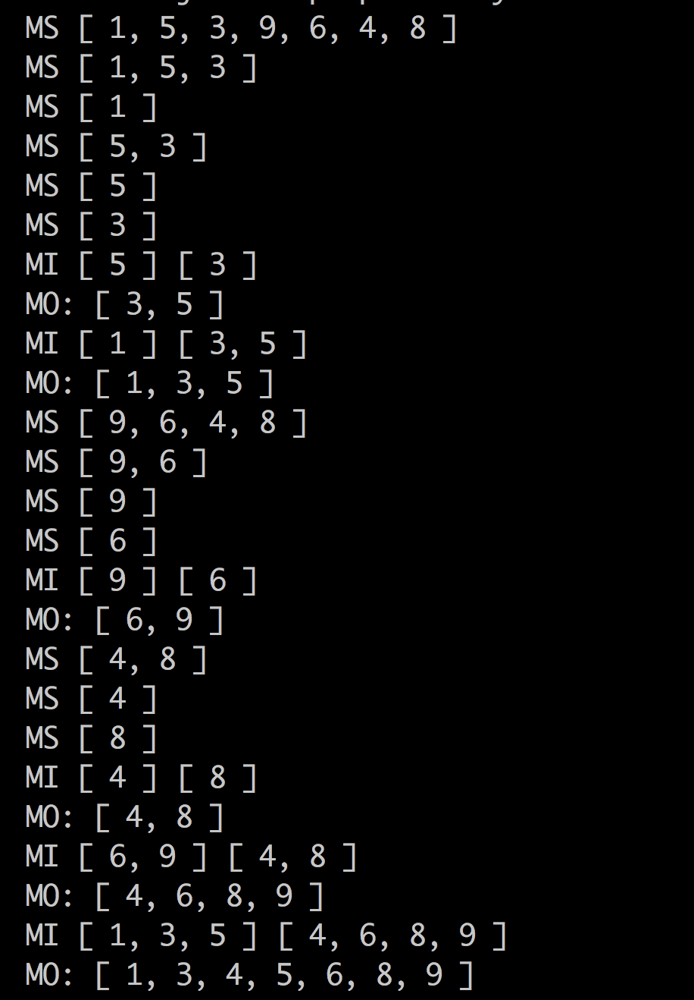 MS [ 1, 5, 3, 9, 6, 4, 8 ]
MS [ 1, 5, 3 ]
MS [ 1 ]
MS [ 5, 3 ]
MS [ 5 ]
MS [ 3 ]
MI [ 5 ] [ 3 ]
MO: [ 3, 5 ]
MI [ 1 ] [ 3, 5 ]
MO: [ 1, 3, 5 ]
MS [ 9, 6, 4, 8 ]
MS [ 9, 6 ]
MS [ 9 ]
MS [ 6 ]
MI [ 9 ] [ 6 ]
MO: [ 6, 9 ]
MS [ 4, 8 ]
MS [ 4 ]
MS [ 8 ]
MI [ 4 ] [ 8 ]
MO: [ 4, 8 ]
MI [ 6, 9 ] [ 4, 8 ]
MO: [ 4, 6, 8, 9 ]
MI [ 1, 3, 5 ] [ 4, 6, 8, 9 ]
MO: [ 1, 3, 4, 5, 6, 8, 9 ]